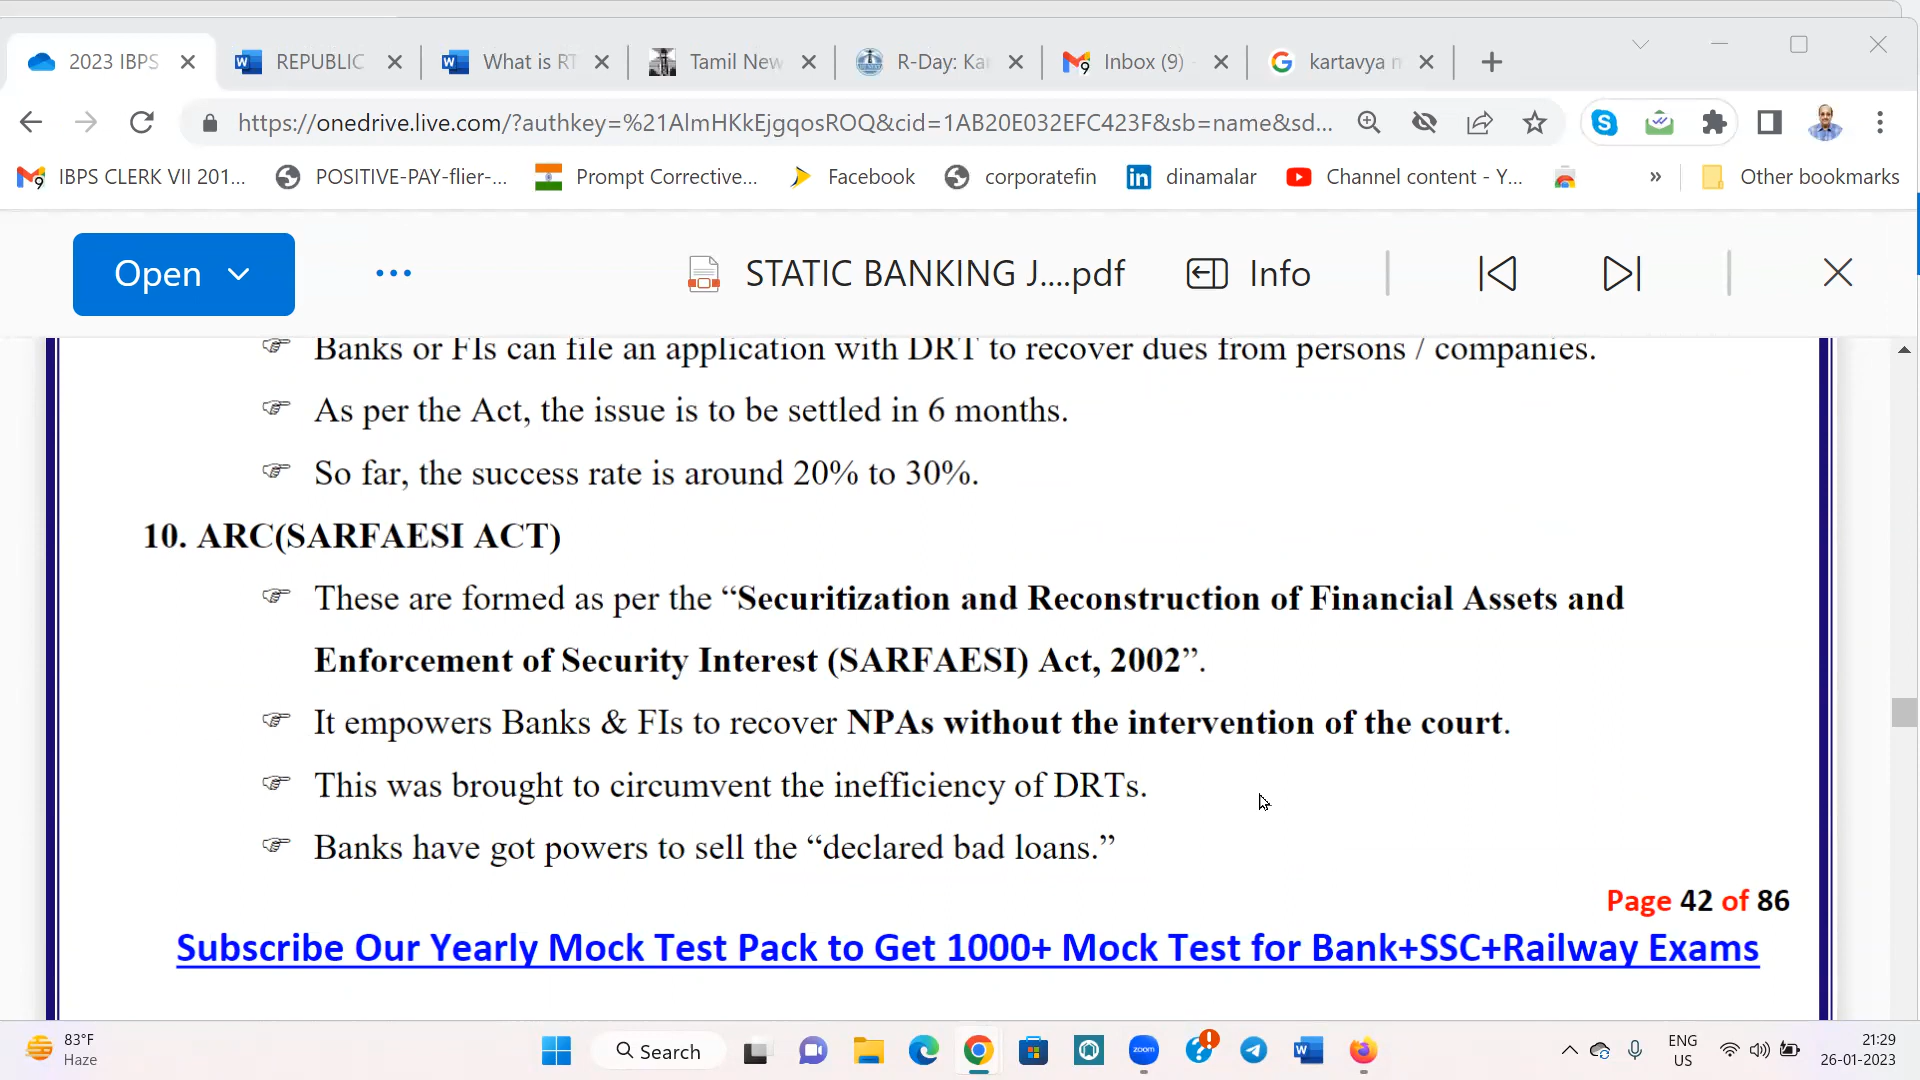 2023 IBPS
REPUBLIC
What is RT
Tamil New
R-Day: Ka
Inbox (9)
kartavya
https://onedrive.live.com/?authkey=%21AlmHKkEjgqosROQ&cid=1AB20E032EFC423F&sb=name&sd...
IBPS CLERK VII 201...
POSITIVE-PAY-flier-...
Prompt Corrective...
Facebook
corporatefin
dinamalar
Channel content - Y...
»
Other bookmarks
Open
STATIC BANKING J....pdf
Info
Banks or FIs can file an application with DRT to recover dues from persons / companies.
As per the Act, the issue is to be settled in 6 months.
So far, the success rate is around 20% to 30%.
10. ARC(SARFAESI ACT)
These are formed as per the “Securitization and Reconstruction of Financial Assets and
Enforcement of Security Interest (SARFAESI) Act, 2002”.
It empowers Banks & FIs to recover NPAs without the intervention of the court.
This was brought to circumvent the inefficiency of DRTs.
Banks have got powers to sell the “declared bad loans.”
Page 42 of 86
Subscribe Our Yearly Mock Test Pack to Get 1000+ Mock Test for Bank+SSC+Railway Exams
83°F
Haze
Search
zoom
ENG
US
21:29
26-01-2023